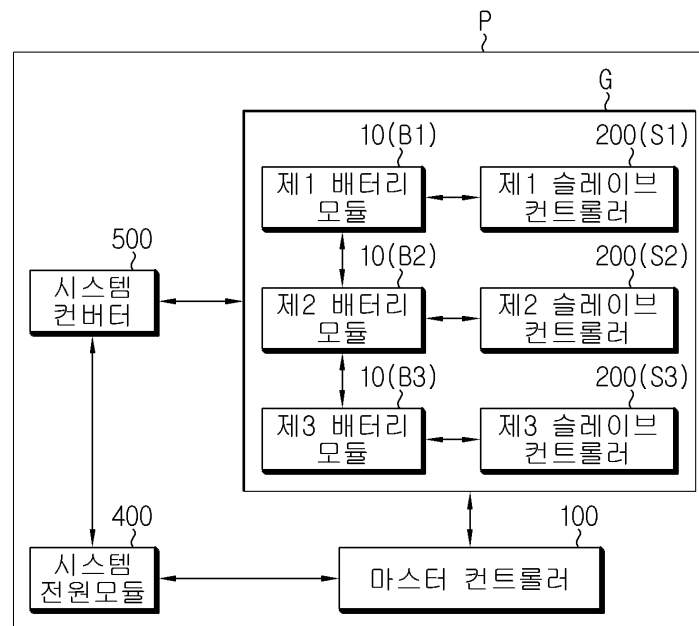 P
G
10(B1)
200(S1)
제1 배터리
모듈
제1 슬레이브
컨트롤러
500
시스템
컨버터
10(B2)
200(S2)
제2 배터리
모듈
제2 슬레이브
컨트롤러
10(B3)
200(S3)
제3 배터리
모듈
제3 슬레이브
컨트롤러
400
시스템
전원모듈
100
마스터 컨트롤러